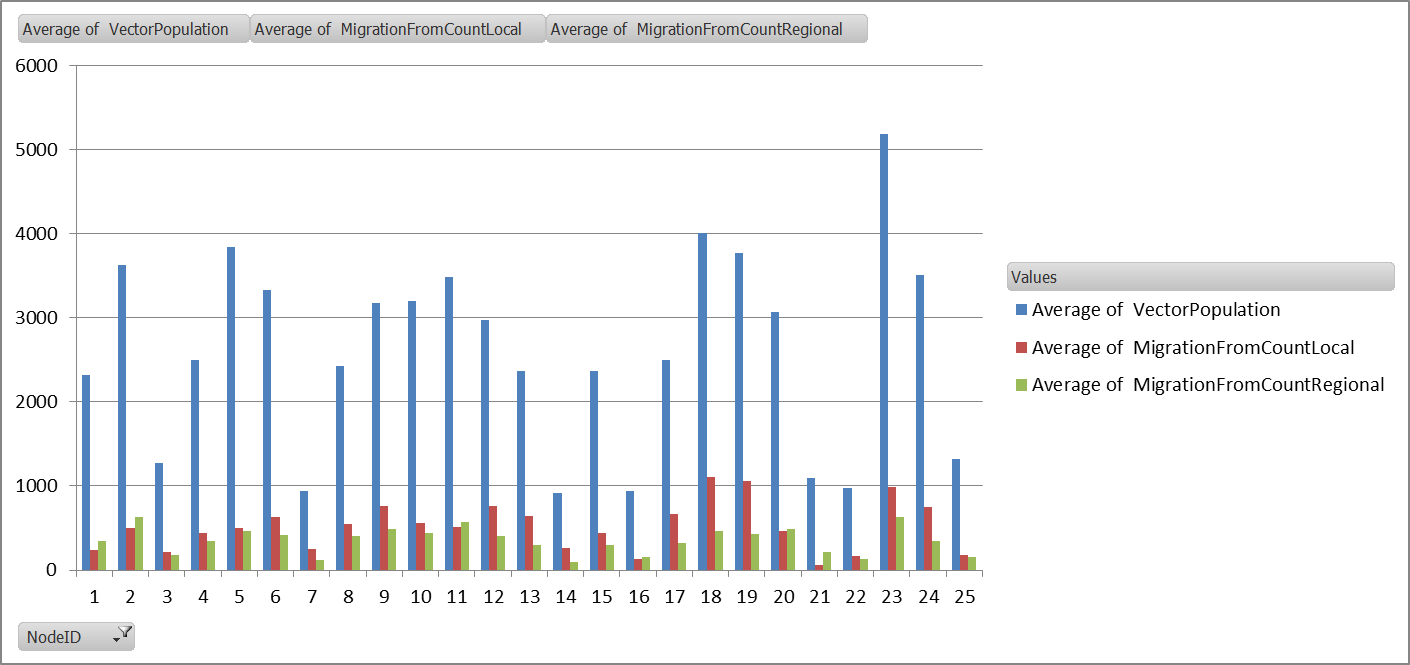 Average of VectorPopulation Average of MigrationFromCountLocal Average of MigrationFromCountRegional
6000
5000
4000
3000
2000
1000
0
1 2 3 4 5 6 7 8 9 10 11 12 13 14 15 16 17 18 19 20 21 22 23 24 25
Values
Average of VectorPopulation
Average of MigrationFromCountLocal
Average of MigrationFromCountRegional
NodeID